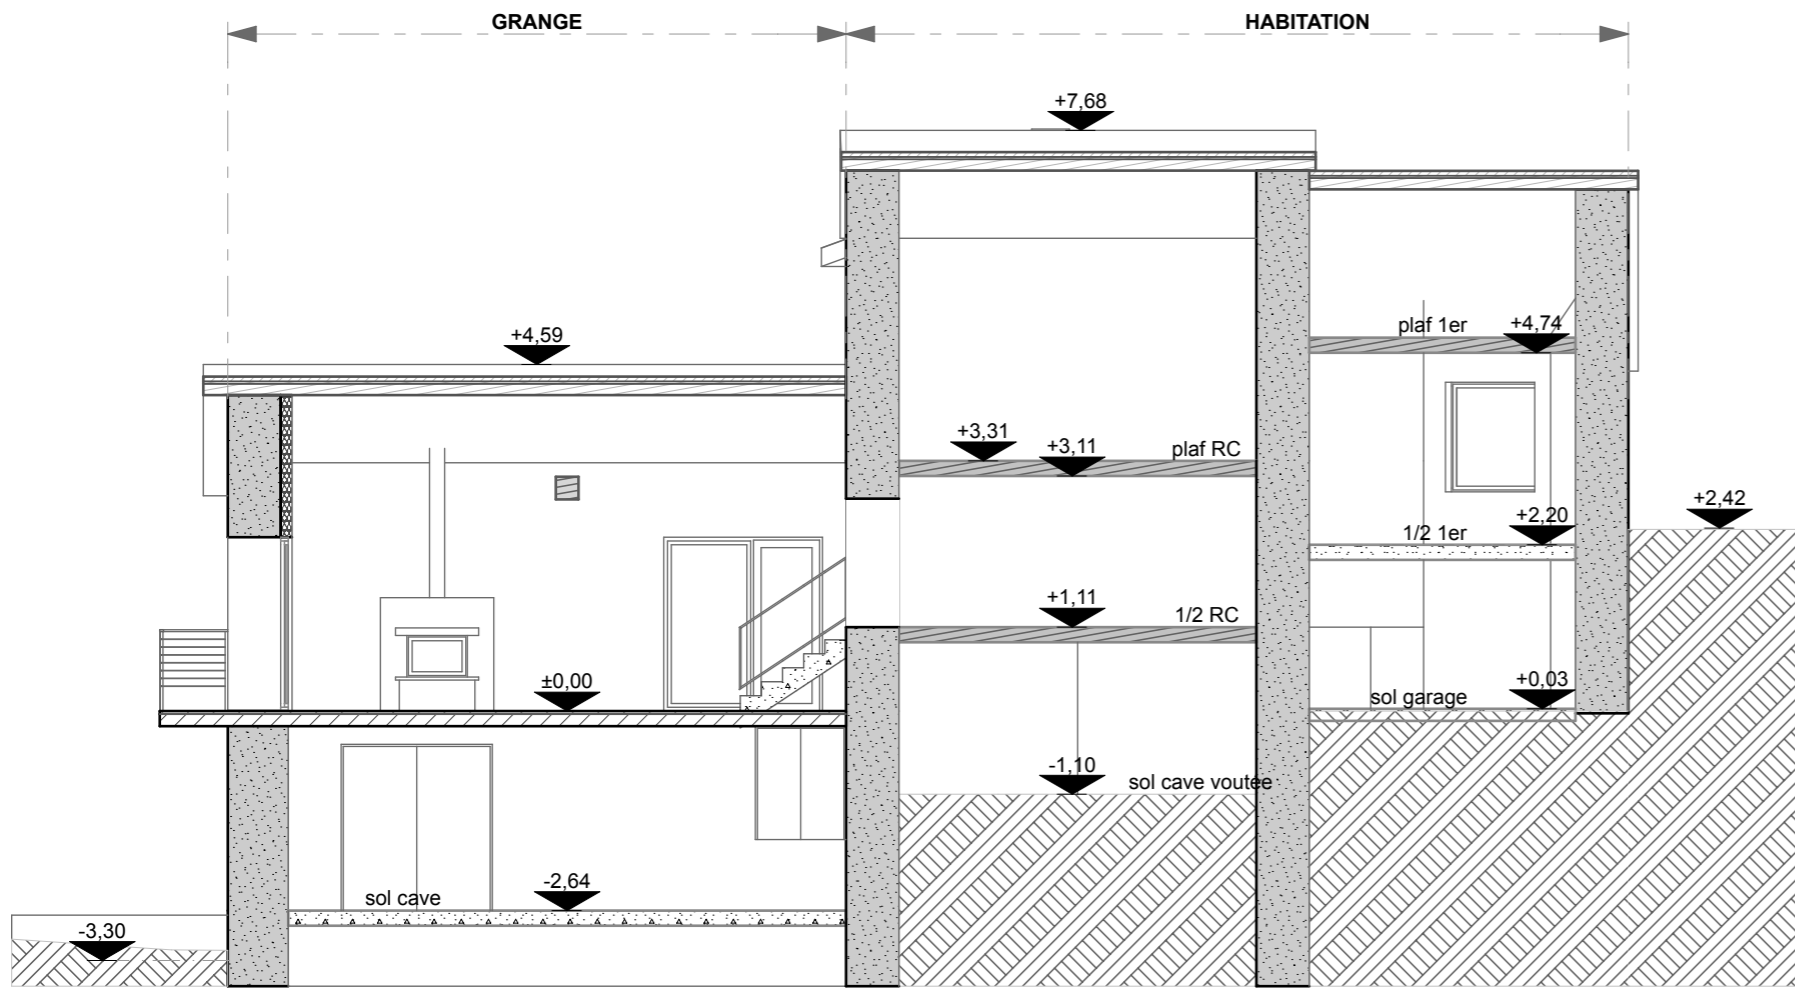 GRANGE
HABITATION
+7,68
+4,59
plaf 1er
+4,74
+3,31
+3,11
plaf RC
+2,42
1/2 1er
+2,20
+1,11
1/2 RC
±0,00
sol garage
+0,03
-1,10
sol cave voutee
sol cave
-2,64
-3,30